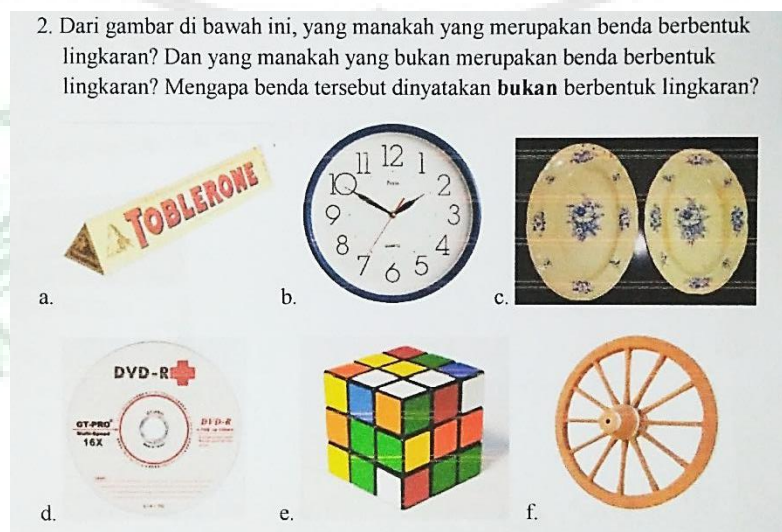 2. Dari gambar di bawah ini, yang manakah yang merupakan benda berbentuk
lingkaran? Dan yang manakah yang bukan merupakan benda berbentuk
lingkaran? Mengapa benda tersebut dinyatakan bukan berbentuk lingkaran?
TOBLERONE
11 12 1
10 2
9 3
8 4
7 6 5
a.
b.
c.
DVD-R
GT-PRO
Multi-Speed
16X
DVD-R
d.
e.
f.